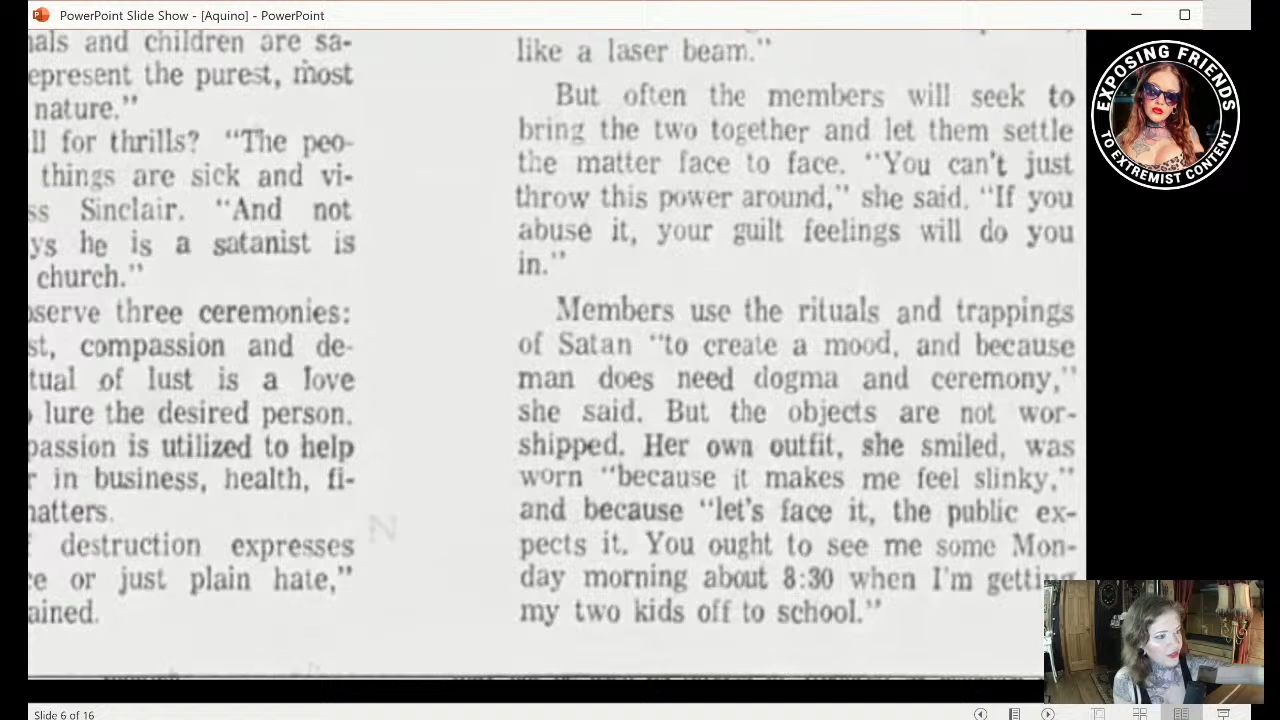 PowerPoint Slide Show - [Aquino] - PowerPoint
nals and children are sa-
epresent the purest, most
nature."
ll for thrills? "The peo-
things are sick and vi-
ss Sinclair. "And not
ys he is a satanist is
church."
serve three ceremonies:
st, compassion and de-
tual of lust is a love
lure the desired person.
passion is utilized to help
r in business, health, fi-
natters.
destruction expresses
ce or just plain hate,"
ained.
like a laser beam."
But often the members will seek to
bring the two together and let them settle
the matter face to face. "You can't just
throw this power around," she said. "If you
abuse it, your guilt feelings will do you
in."
Members use the rituals and trappings
of Satan "to create a mood, and because
man does need dogma and ceremony,"
she said. But the objects are not wor-
shipped. Her own outfit, she smiled, was
worn "because it makes me feel slinky,"
and because "let's face it, the public ex-
pects it. You ought to see me some Mon-
day morning about 8:30 when I'm getting
my two kids off to school."
EXPOSING FRIENDS
TO EXTREMIST CONTENT
Slide 6 of 16